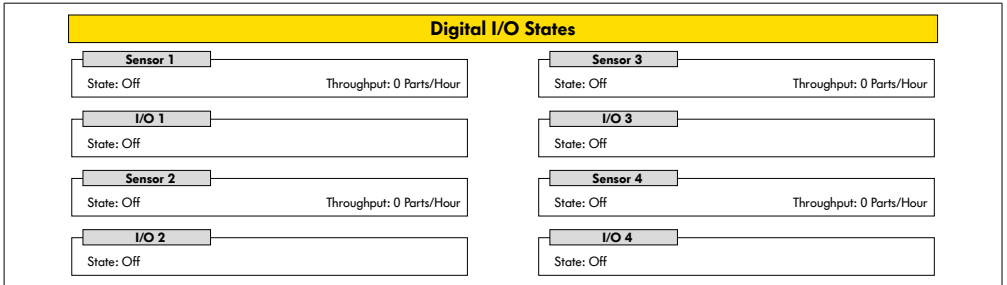 Digital I/O States
Sensor 1
State: Off Throughput: 0 Parts/Hour
I/O 1
State: Off
Sensor 2
State: Off Throughput: 0 Parts/Hour
I/O 2
State: Off
Sensor 3
State: Off Throughput: 0 Parts/Hour
I/O 3
State: Off
Sensor 4
State: Off Throughput: 0 Parts/Hour
I/O 4
State: Off